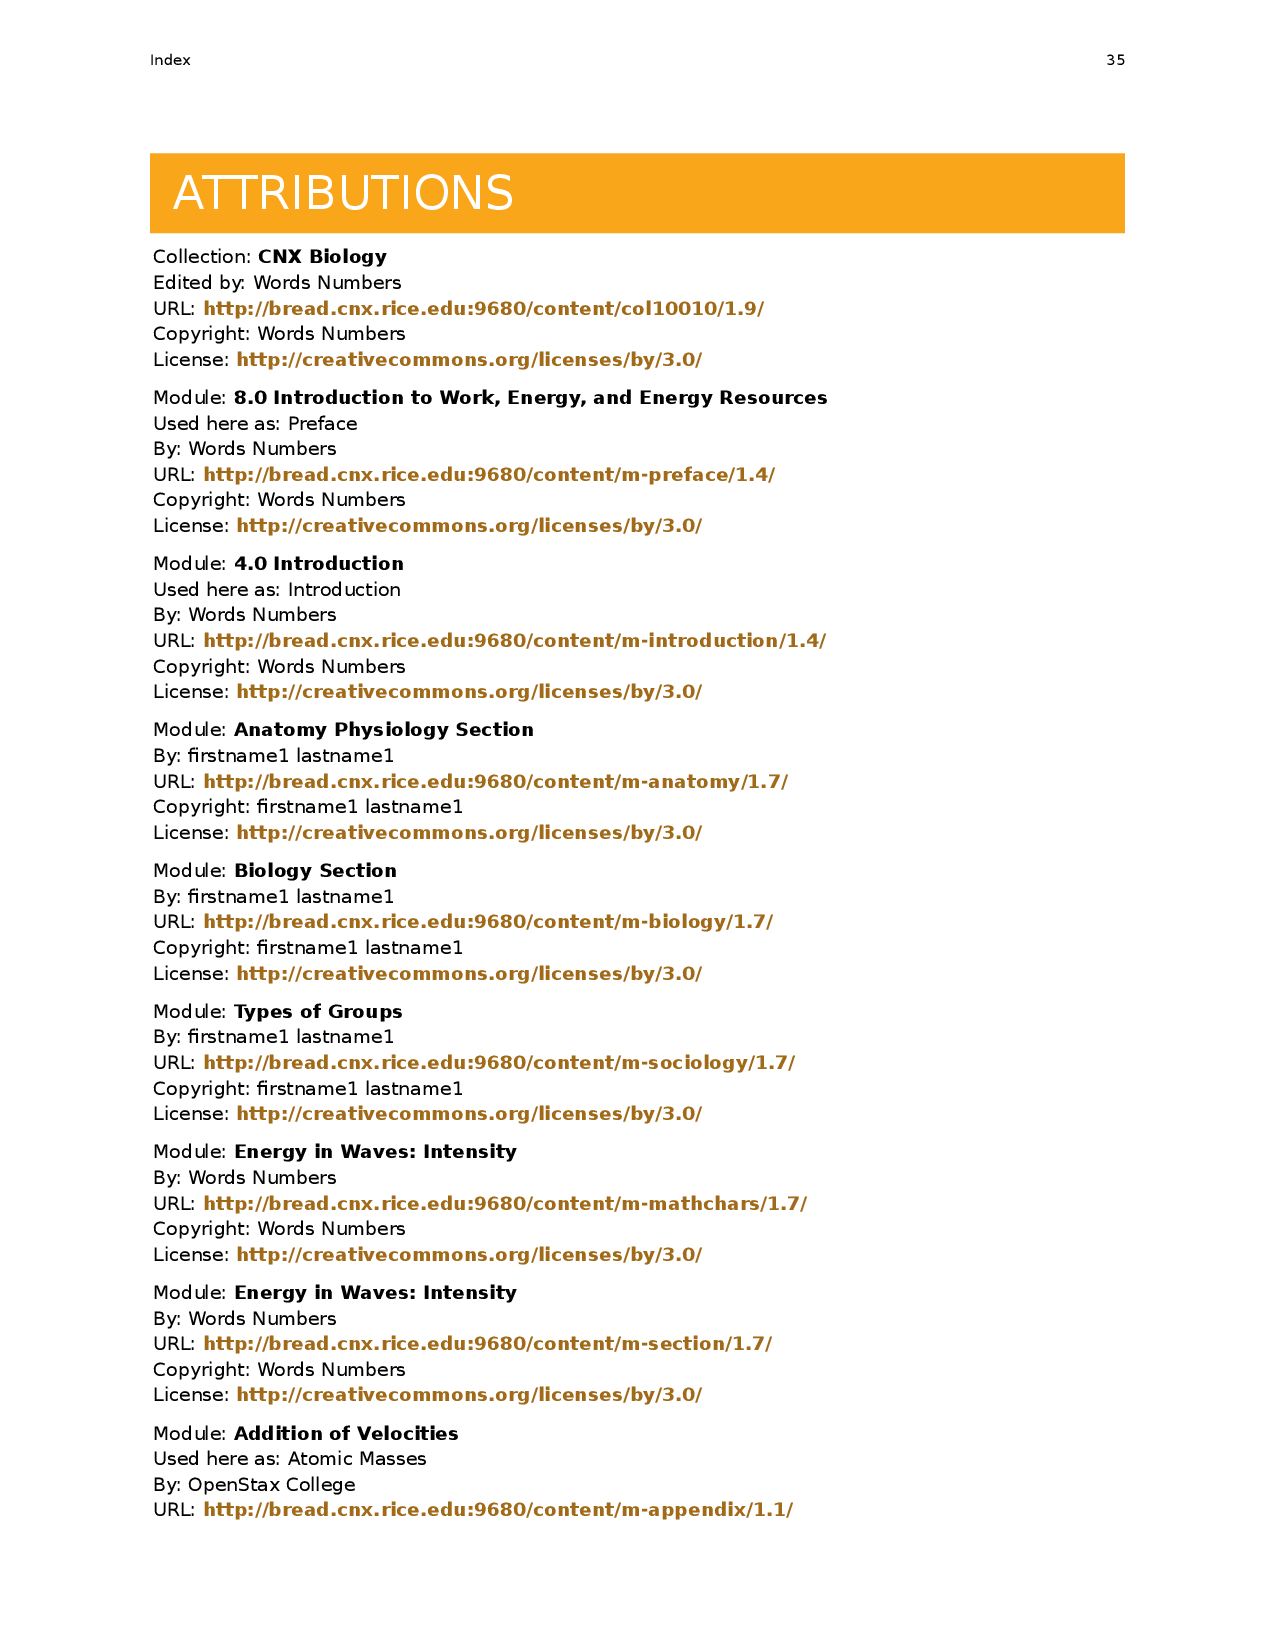 Index 35
ATTRIBUTIONS
Collection: CNX Biology
Edited by: Words Numbers
URL: http://bread.cnx.rice.edu:9680/content/col10010/1.9/
Copyright: Words Numbers
License: http://creativecommons.org/licenses/by/3.0/
Module: 8.0 Introduction to Work, Energy, and Energy Resources
Used here as: Preface
By: Words Numbers
URL: http://bread.cnx.rice.edu:9680/content/m-preface/1.4/
Copyright: Words Numbers
License: http://creativecommons.org/licenses/by/3.0/
Module: 4.0 Introduction
Used here as: Introduction
By: Words Numbers
URL: http://bread.cnx.rice.edu:9680/content/m-introduction/1.4/
Copyright: Words Numbers
License: http://creativecommons.org/licenses/by/3.0/
Module: Anatomy Physiology Section
By: firstname1 lastname1
URL: http://bread.cnx.rice.edu:9680/content/m-anatomy/1.7/
Copyright: firstname1 lastname1
License: http://creativecommons.org/licenses/by/3.0/
Module: Biology Section
By: firstname1 lastname1
URL: http://bread.cnx.rice.edu:9680/content/m-biology/1.7/
Copyright: firstname1 lastname1
License: http://creativecommons.org/licenses/by/3.0/
Module: Types of Groups
By: firstname1 lastname1
URL: http://bread.cnx.rice.edu:9680/content/m-sociology/1.7/
Copyright: firstname1 lastname1
License: http://creativecommons.org/licenses/by/3.0/
Module: Energy in Waves: Intensity
By: Words Numbers
URL: http://bread.cnx.rice.edu:9680/content/m-mathchars/1.7/
Copyright: Words Numbers
License: http://creativecommons.org/licenses/by/3.0/
Module: Energy in Waves: Intensity
By: Words Numbers
URL: http://bread.cnx.rice.edu:9680/content/m-section/1.7/
Copyright: Words Numbers
License: http://creativecommons.org/licenses/by/3.0/
Module: Addition of Velocities
Used here as: Atomic Masses
By: OpenStax College
URL: http://bread.cnx.rice.edu:9680/content/m-appendix/1.1/